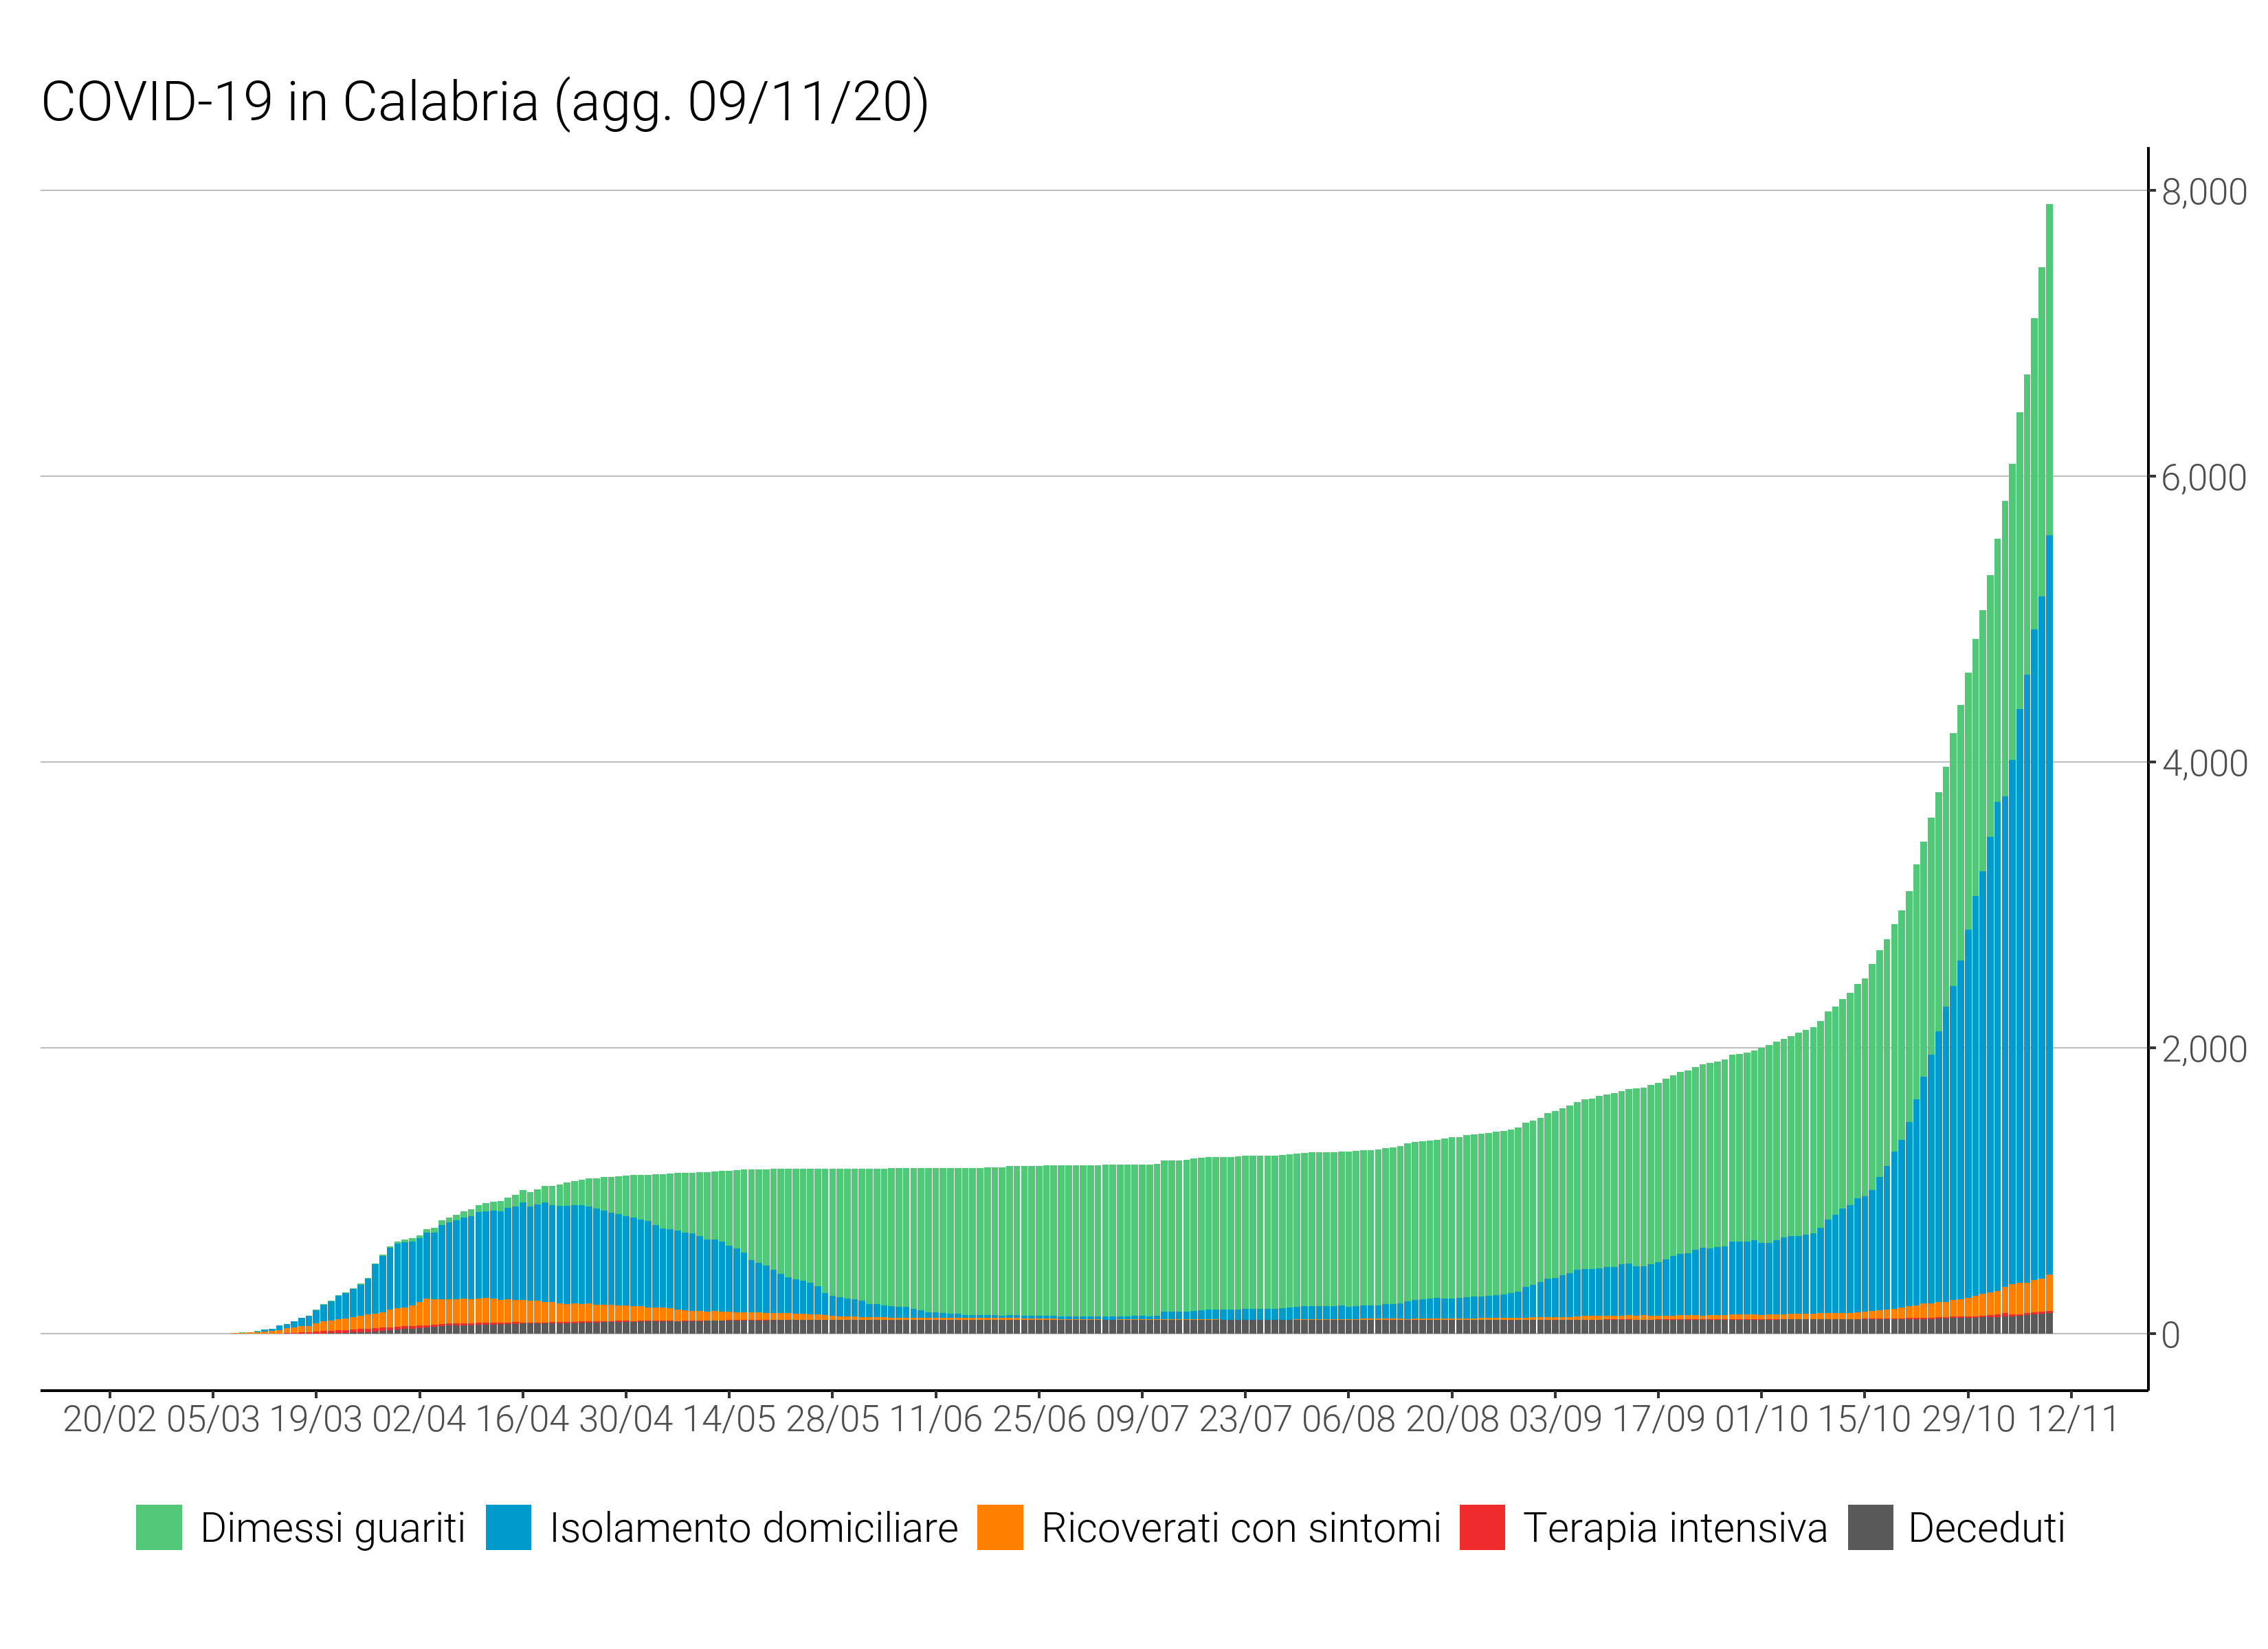 COVID-19 in Calabria (agg. 09/11/20)
8,000
6,000
4,000
2,000
0
20/02 05/03 19/03 02/04 16/04 30/04 14/05 28/05 11/06 25/06 09/07 23/07 06/08 20/08 03/09 17/09 01/10 15/10 29/10 12/11
Dimessi guariti Isolamento domiciliare Ricoverati con sintomi Terapia intensiva Deceduti